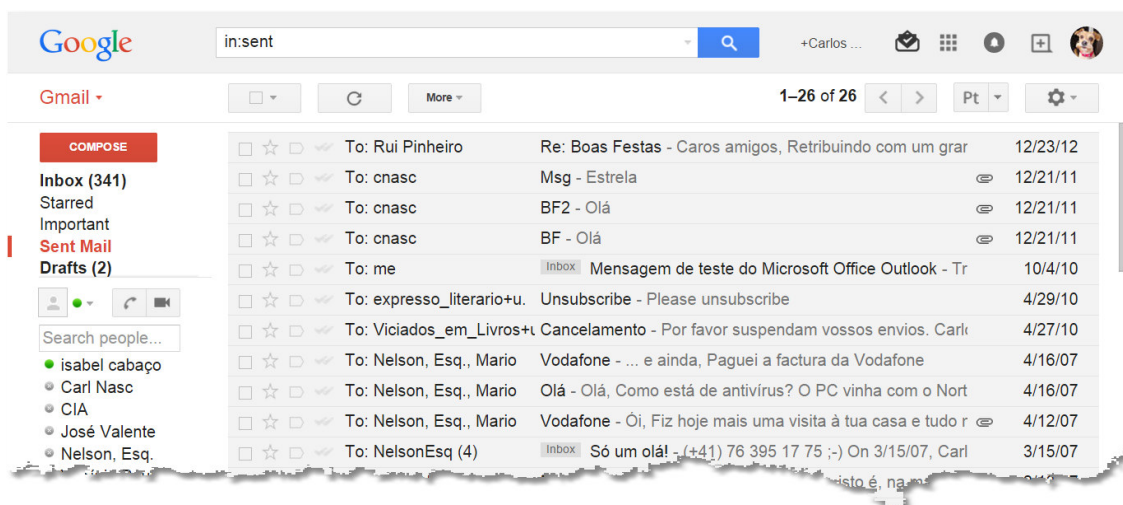 Google in:sent +Carlos ...
Gmail More 1–26 of 26 Pt
COMPOSE
Inbox (341)
Starred
Important
Sent Mail
Drafts (2)
Search people...
isabel cabaço
Carl Nasc
CIA
José Valente
Nelson, Esq.
To: Rui Pinheiro Re: Boas Festas - Caros amigos, Retribuindo com um grar 12/23/12
To: cnasc Msg - Estrela 12/21/11
To: cnasc BF2 - Olá 12/21/11
To: cnasc BF - Olá 12/21/11
To: me Inbox Mensagem de teste do Microsoft Office Outlook - Tr 10/4/10
To: expresso_literario+u. Unsubscribe - Please unsubscribe 4/29/10
To: Viciados_em_Livros+u Cancelamento - Por favor suspendam vossos envios. Carlo 4/27/10
To: Nelson, Esq., Mario Vodafone - ... e ainda, Paguei a factura da Vodafone 4/16/07
To: Nelson, Esq., Mario Olá - Olá, Como está de antivírus? O PC vinha com o Nort 4/16/07
To: Nelson, Esq., Mario Vodafone - Ói, Fiz hoje mais uma visita à tua casa e tudo r 4/12/07
To: NelsonEsq (4) Inbox Só um olá! - (+41) 76 395 17 75 ;-) On 3/15/07, Carl 3/15/07
isto é, na